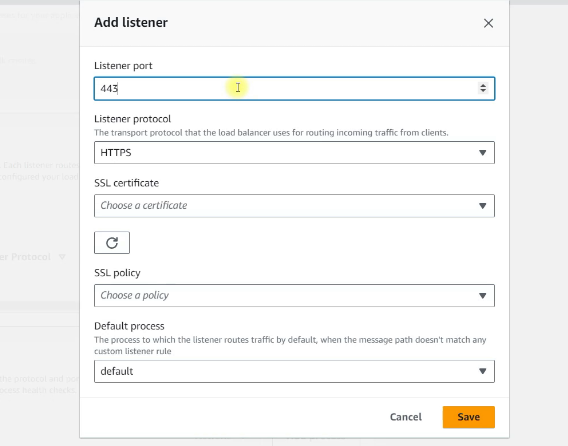 Add listener
Listener port
443
Listener protocol
The transport protocol that the load balancer uses for routing incoming traffic from clients.
HTTPS
SSL certificate
Choose a certificate
SSL policy
Choose a policy
Default process
The process to which the listener routes traffic by default, when the message path doesn't match any
custom listener rule
default
Cancel
Save
er Protocol